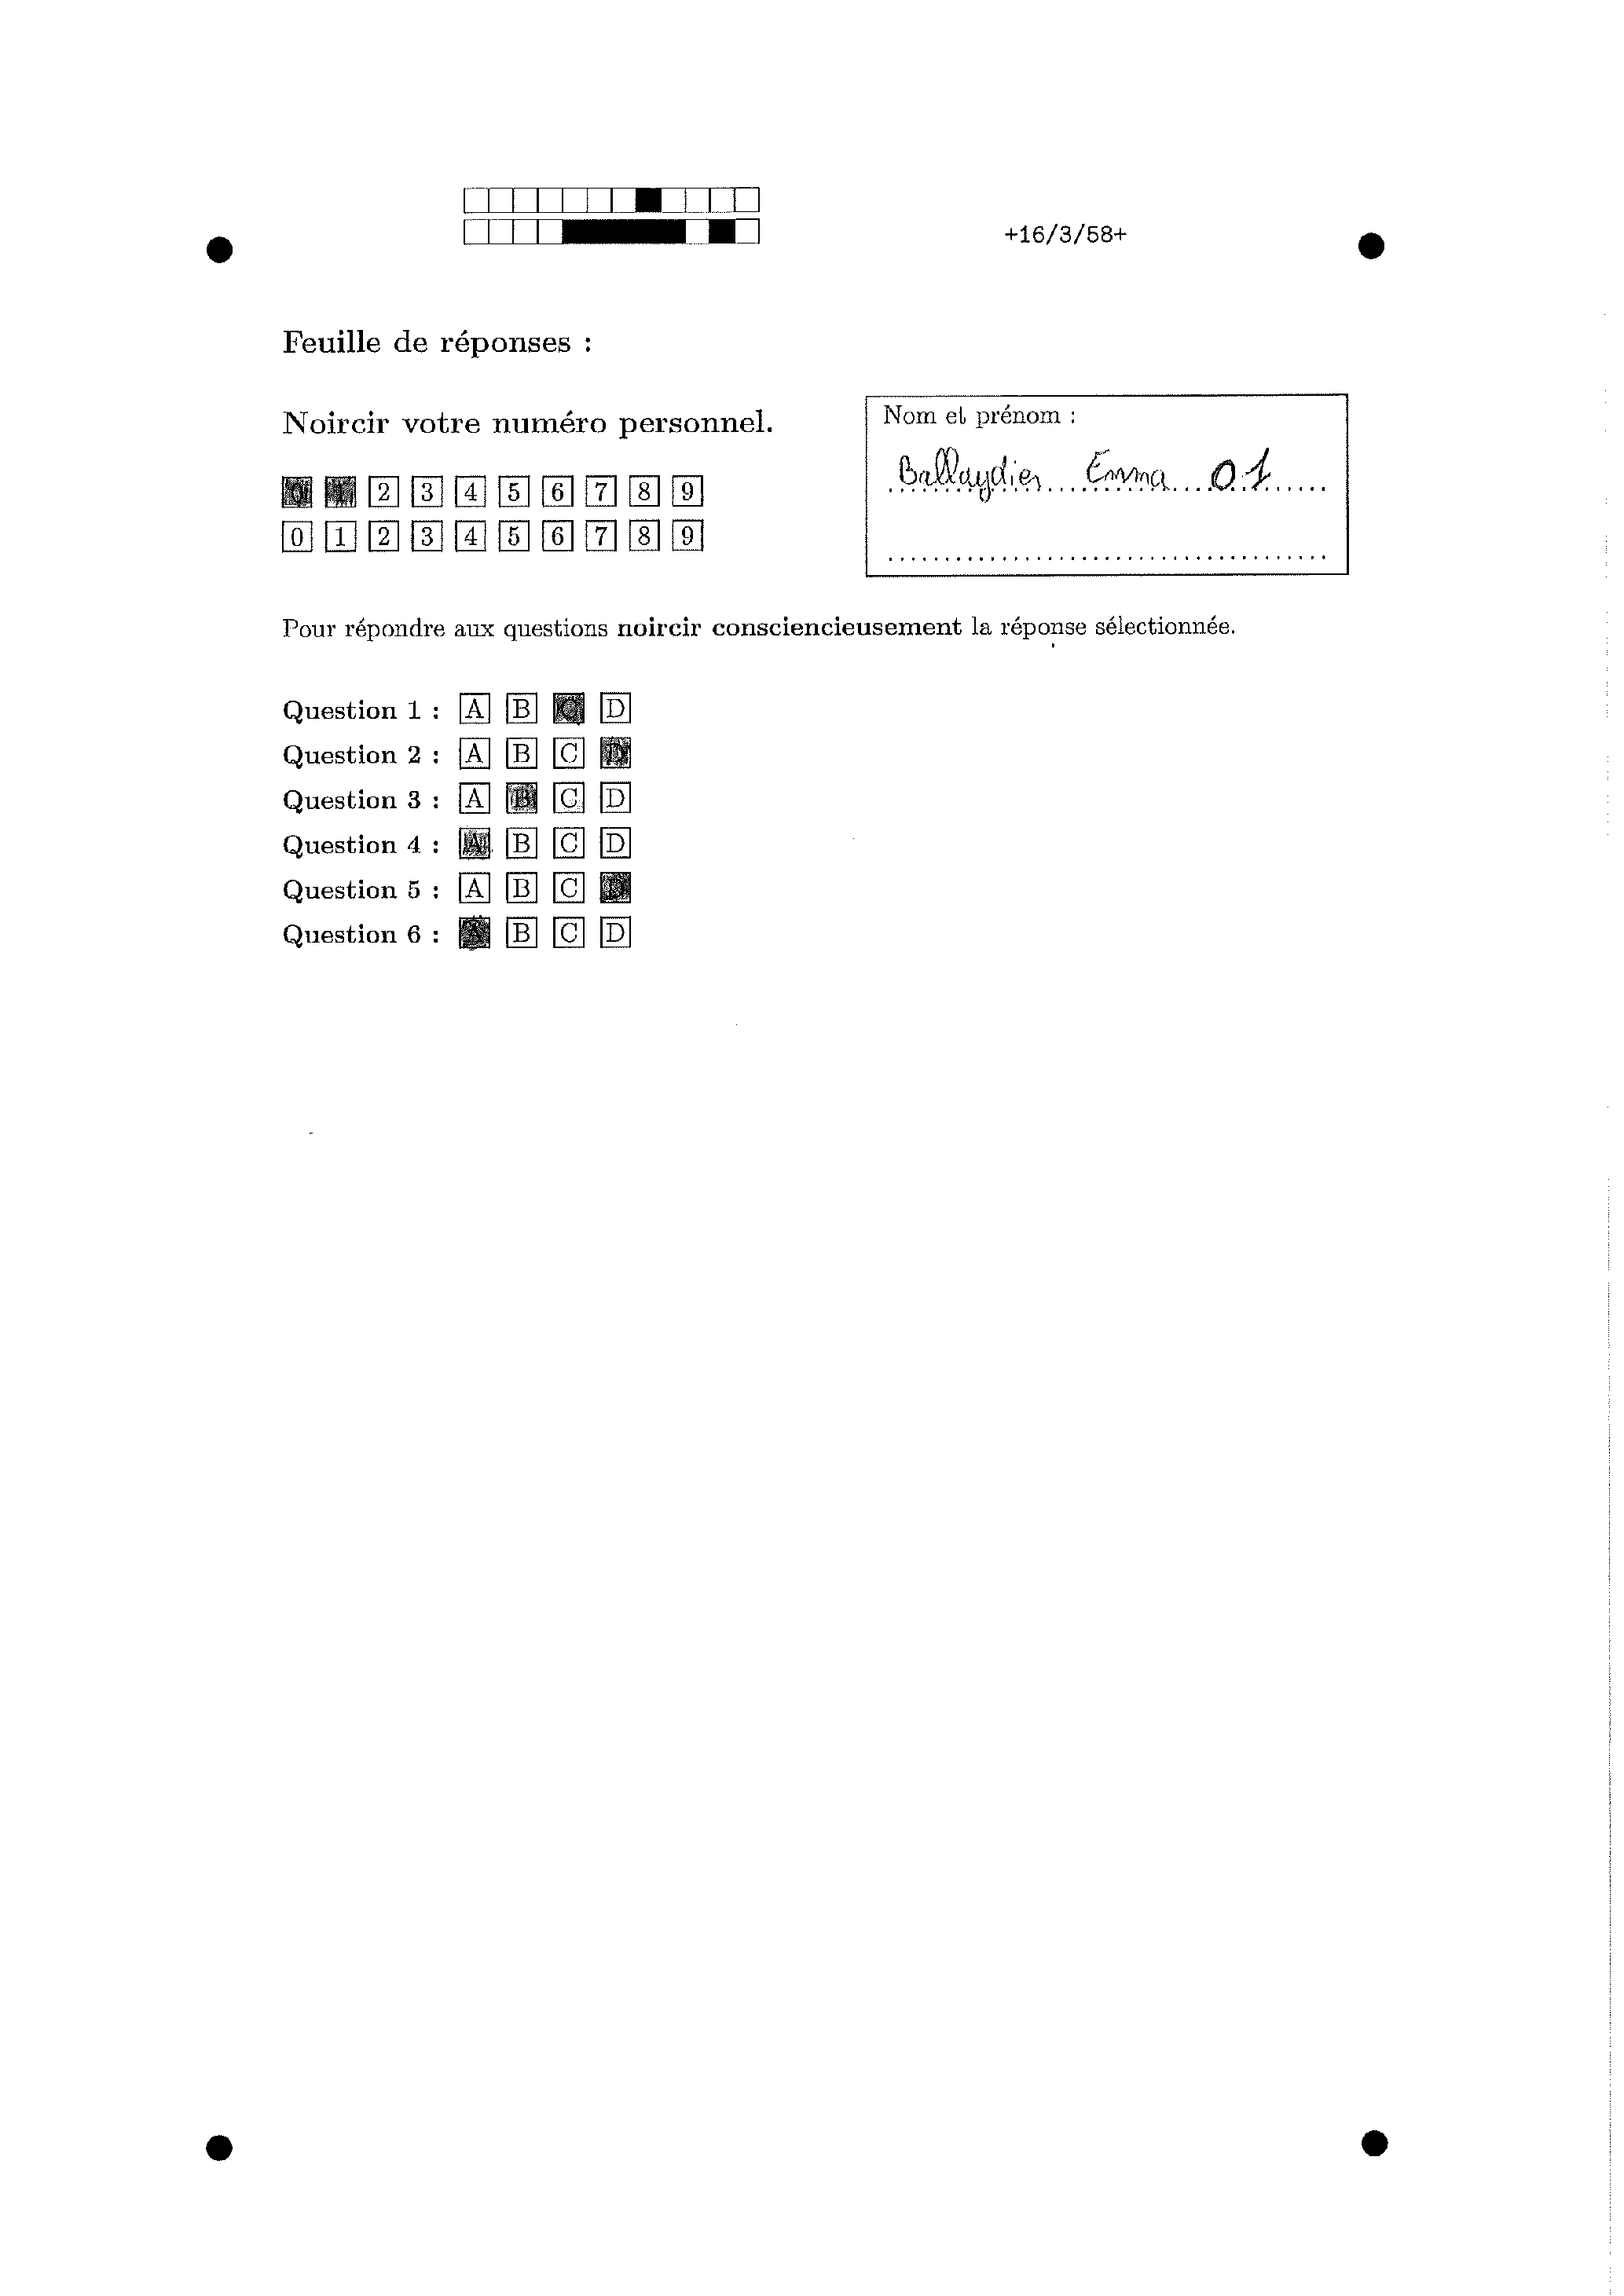 +16/3/58+
Feuille de réponses :
Noircir votre numéro personnel.
Nom et prénom :
Ballaydier Emma 01
0 1 2 3 4 5 6 7 8 9
0 1 2 3 4 5 6 7 8 9
Pour répondre aux questions noircir consciencieusement la réponse sélectionnée.
Question 1 : A B C D
Question 2 : A B C D
Question 3 : A B C D
Question 4 : A B C D
Question 5 : A B C D
Question 6 : A B C D